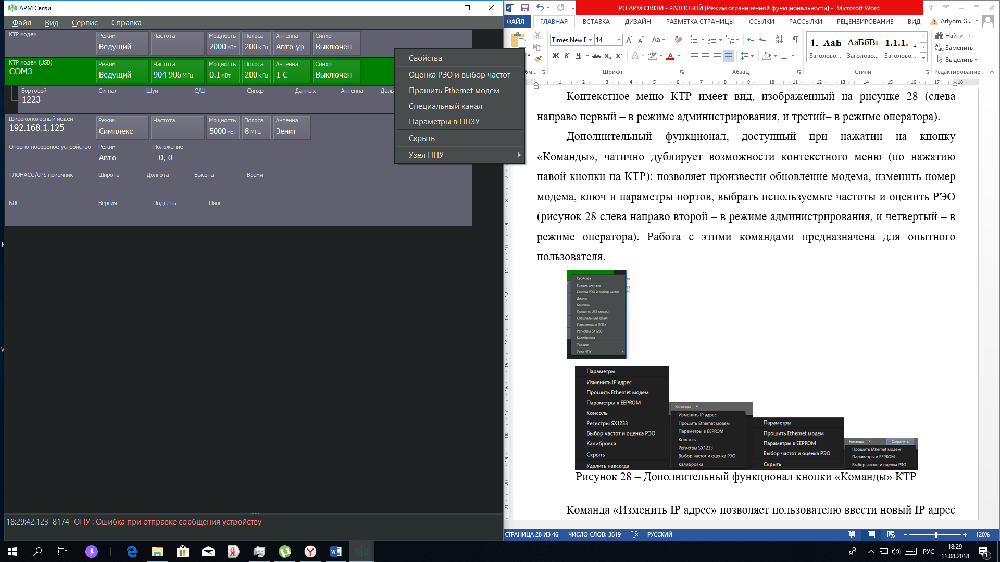 АРМ Связи
Файл Вид Сервис Справка
КТР модем
Режим Ведущий
Частота
Мощность 2000 мВт
Полоса 200 кГц
Антенна Авто ур
Синхр Выключен
КТР модем (USB)
COM3
Режим Ведущий
Частота 904-906 МГц
Мощность 0.1 мВт
Полоса 200 кГц
Антенна 1 С
Синхр Выключен
Бортовой
1223
Сигнал Шум С/Ш Синхр Данных Антенна Даль
Широкополосный модем
192.168.1.125
Режим Симплекс
Частота
Мощность 5000 мВт
Полоса 8 МГц
Антенна Зенит
Опорно-повороное устройство
Режим Авто
Положение 0, 0
ГЛОНАСС/GPS приёмник Широта Долгота Высота Время
БЛС Версия Подсеть Пинг
Свойства
Оценка РЭО и выбор частот
Прошить Ethernet модем
Специальный канал
Параметры в ППЗУ
Скрыть
Узел НПУ
18:29:42.123 8174 ОПУ : Ошибка при отправке сообщения устройству
РО АРМ СВЯЗИ - РАЗНОБОЙ [Режим ограниченной функциональности] - Microsoft Word
ФАЙЛ ГЛАВНАЯ ВСТАВКА ДИЗАЙН РАЗМЕТКА СТРАНИЦЫ ССЫЛКИ РАССЫЛКИ РЕЦЕНЗИРОВАНИЕ ВИД Artyom G...
Times New R 14
Ж К Ч abc x₂ x²
1. АаБ АаБбВв 1.1.1.
Заголово... Заголово... Заголово...
Найти
Заменить
Выделить
Шрифт Абзац Стили Редактирование
Контекстное меню КТР имеет вид, изображенный на рисунке 28 (слева
направо первый – в режиме администрирования, и третий– в режиме оператора).
Дополнительный функционал, доступный при нажатии на кнопку
«Команды», чатично дублирует возможности контекстного меню (по нажатию
павой кнопки на КТР): позволяет произвести обновление модема, изменить номер
модема, ключ и параметры портов, выбрать используемые частоты и оценить РЭО
(рисунок 28 слева направо второй – в режиме администрирования, и четвертый – в
режиме оператора). Работа с этими командами предназначена для опытного
пользователя.
Свойства
График сигнала
Оценка РЭО и выбор частот
Диалог
Консоль
Прошить USB модем
Специальный канал
Параметры в ППЗУ
Регистры SX1233
Калибровка
Удалить
Узел НПУ
Параметры
Изменить IP адрес
Прошить Ethernet модем
Параметры в EEPROM
Консоль
Регистры SX1233
Выбор частот и оценка РЭО
Калибровка
Скрыть
Удалить навсегда
Команды
Изменить IP адрес
Прошить Ethernet модем
Параметры в EEPROM
Консоль
Регистры SX1233
Выбор частот и оценка РЭО
Калибровка
Параметры
Прошить Ethernet модем
Параметры в EEPROM
Выбор частот и оценка РЭО
Скрыть
Команды Сохранить
Прошить Ethernet модем
Параметры в EEPROM
Выбор частот и оценка РЭО
Рисунок 28 – Дополнительный функционал кнопки «Команды» КТР
Команда «Изменить IP адрес» позволяет пользователю ввести новый IP адрес
СТРАНИЦА 28 ИЗ 46 ЧИСЛО СЛОВ: 3619 РУССКИЙ 120%
РУС
18:29
11.08.2018